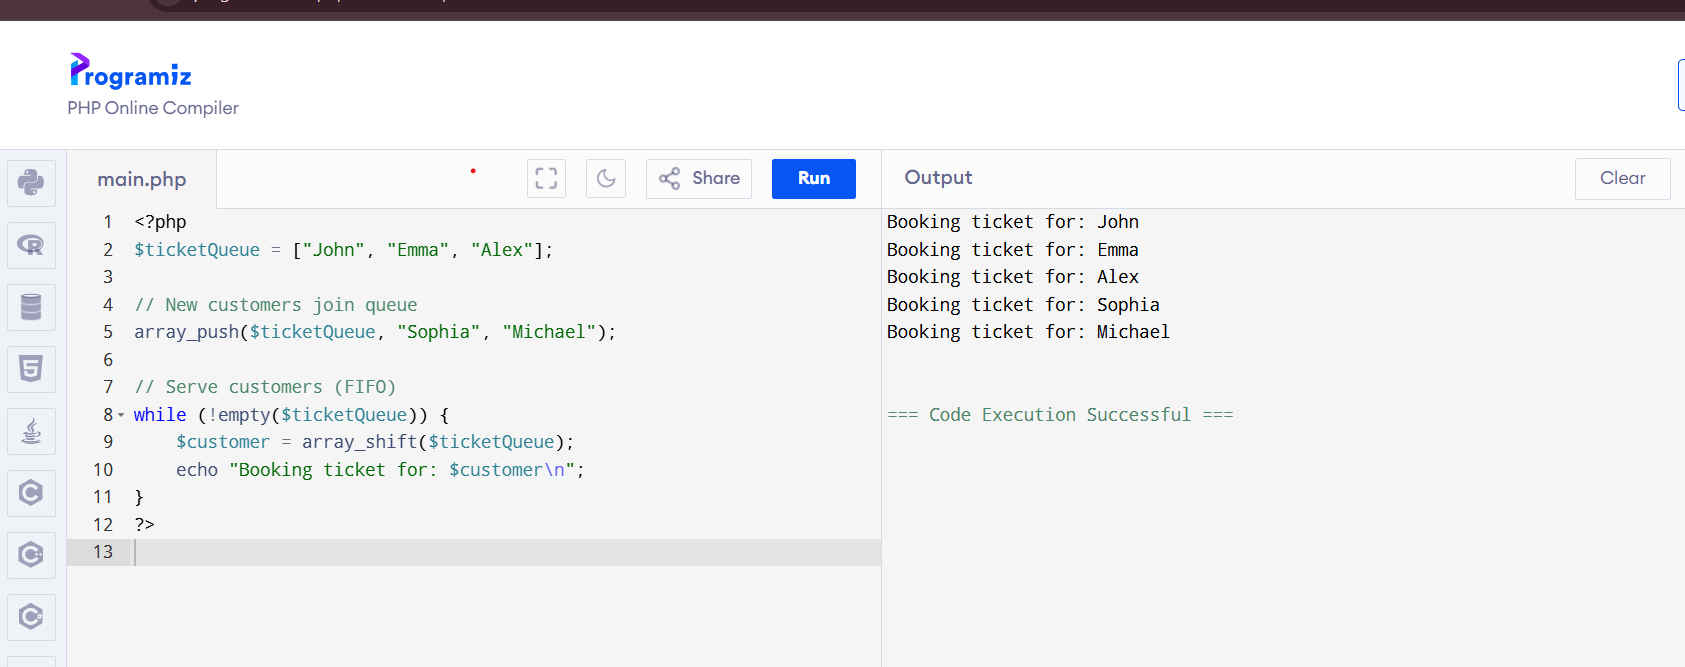 Programiz
PHP Online Compiler
main.php
Share
Run
Output
Clear
1 <?php
2 $ticketQueue = ["John", "Emma", "Alex"];
3
4 // New customers join queue
5 array_push($ticketQueue, "Sophia", "Michael");
6
7 // Serve customers (FIFO)
8 while (!empty($ticketQueue)) {
9     $customer = array_shift($ticketQueue);
10     echo "Booking ticket for: $customer\n";
11 }
12 ?>
13
Booking ticket for: John
Booking ticket for: Emma
Booking ticket for: Alex
Booking ticket for: Sophia
Booking ticket for: Michael
=== Code Execution Successful ===